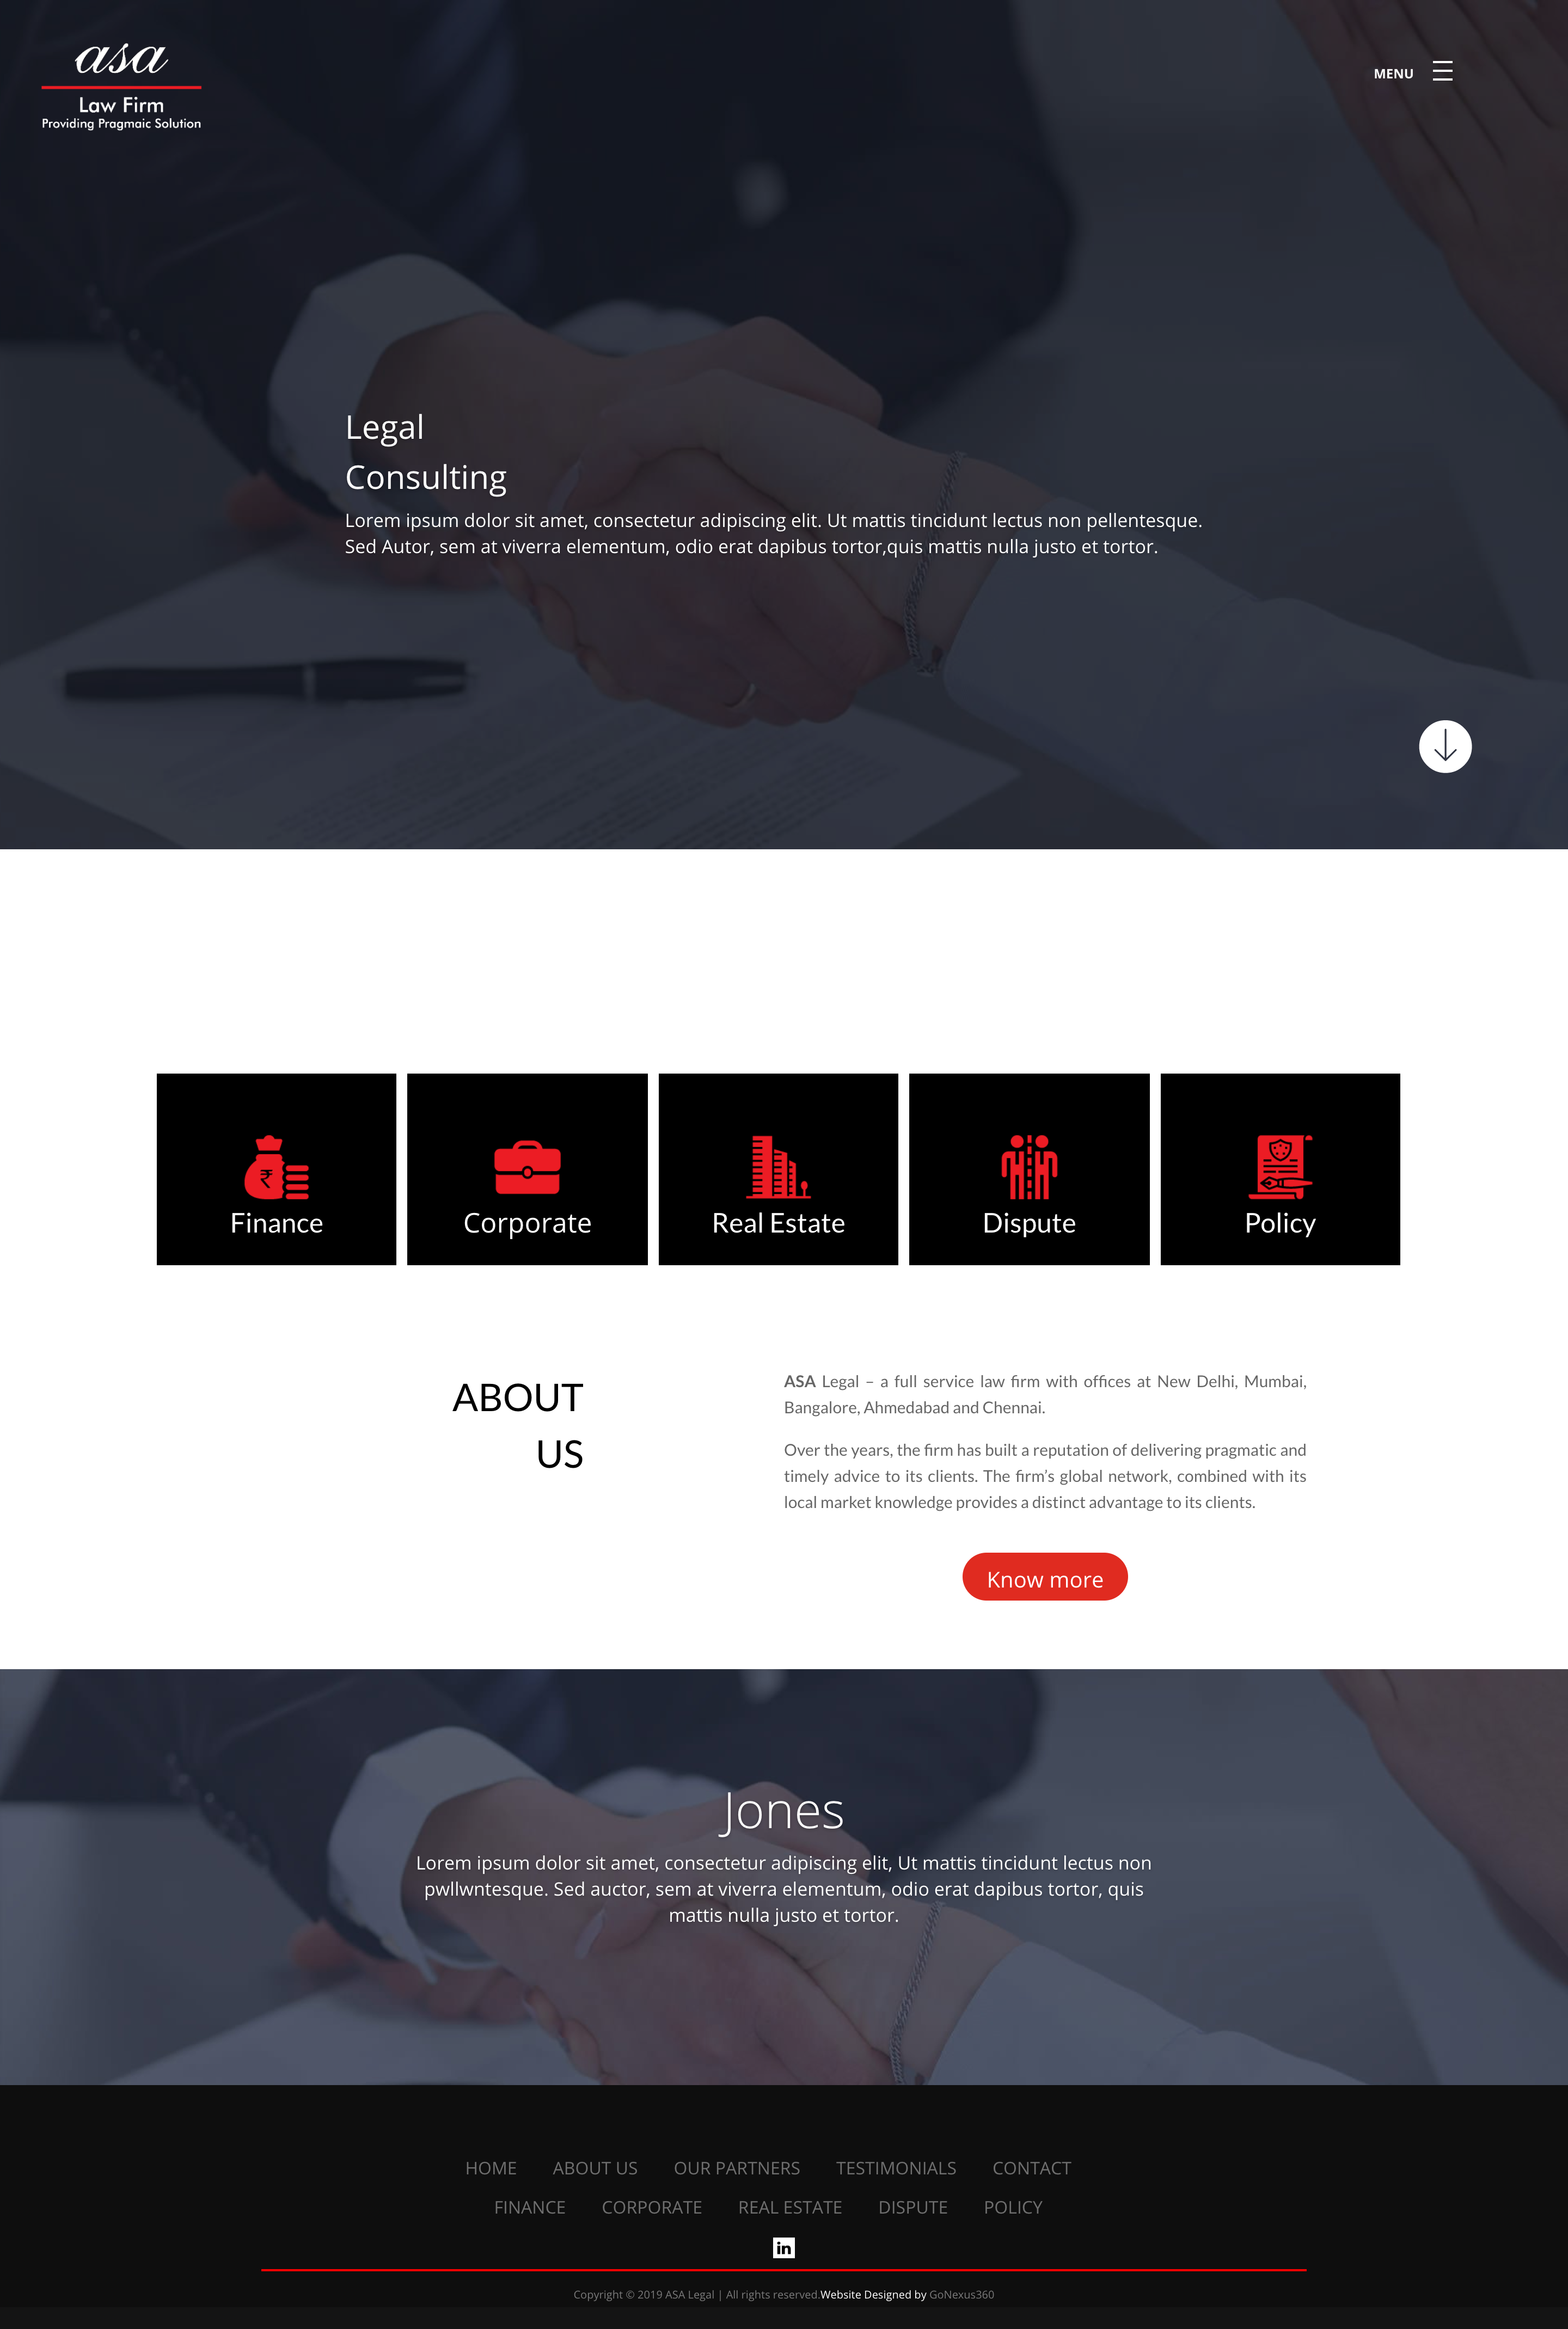 asa
Law Firm
Providing Pragmaic Solution
MENU
Legal
Consulting
Lorem ipsum dolor sit amet, consectetur adipiscing elit. Ut mattis tincidunt lectus non pellentesque.
Sed Autor, sem at viverra elementum, odio erat dapibus tortor,quis mattis nulla justo et tortor.
₹
Finance
Corporate
Real Estate
Dispute
Policy
ABOUT
US
ASA Legal – a full service law firm with offices at New Delhi, Mumbai,
Bangalore, Ahmedabad and Chennai.
Over the years, the firm has built a reputation of delivering pragmatic and
timely advice to its clients. The firm’s global network, combined with its
local market knowledge provides a distinct advantage to its clients.
Know more
Jones
Lorem ipsum dolor sit amet, consectetur adipiscing elit, Ut mattis tincidunt lectus non
pwllwntesque. Sed auctor, sem at viverra elementum, odio erat dapibus tortor, quis
mattis nulla justo et tortor.
HOME ABOUT US OUR PARTNERS TESTIMONIALS CONTACT
FINANCE CORPORATE REAL ESTATE DISPUTE POLICY
in
Copyright © 2019 ASA Legal | All rights reserved.Website Designed by GoNexus360